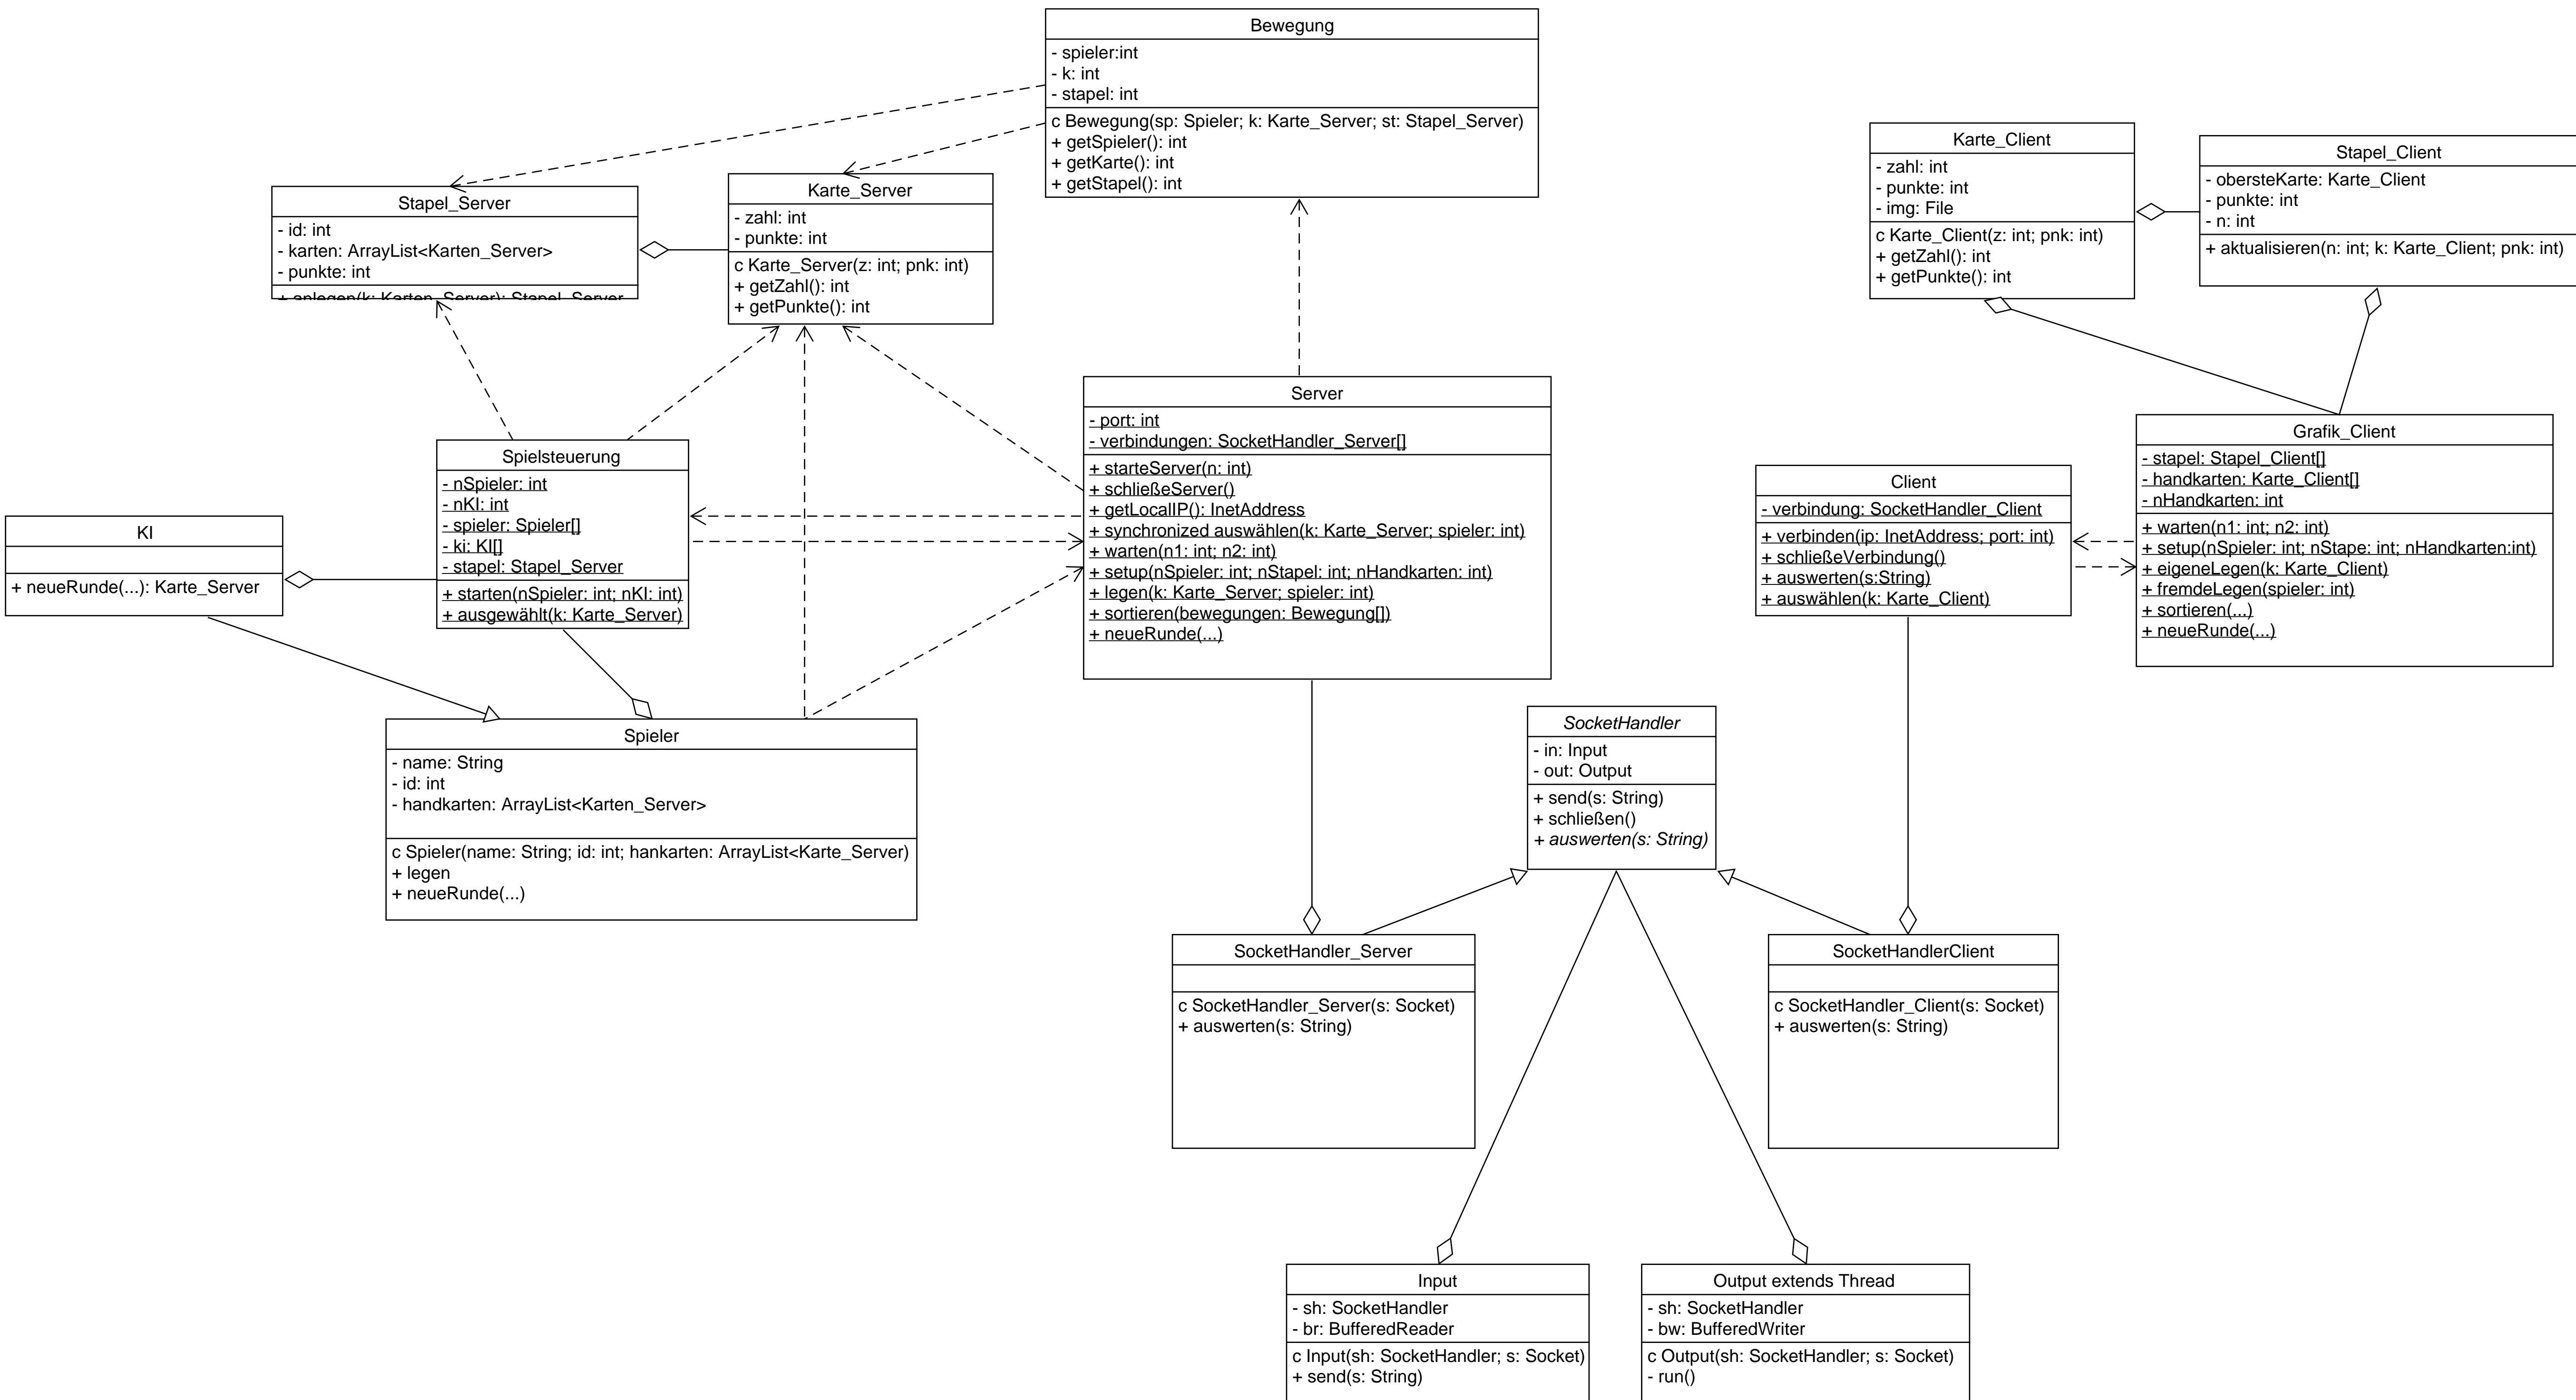 Bewegung
- spieler:int
- k: int
- stapel: int
c Bewegung(sp: Spieler; k: Karte_Server; st: Stapel_Server)
+ getSpieler(): int
+ getKarte(): int
+ getStapel(): int
Karte_Client
- zahl: int
- punkte: int
- img: File
c Karte_Client(z: int; pnk: int)
+ getZahl(): int
+ getPunkte(): int
Stapel_Client
- obersteKarte: Karte_Client
- punkte: int
- n: int
+ aktualisieren(n: int; k: Karte_Client; pnk: int)
Stapel_Server
- id: int
- karten: ArrayList<Karten_Server>
- punkte: int
+ anlegen(k: Karten_Server): Stapel_Server
Karte_Server
- zahl: int
- punkte: int
c Karte_Server(z: int; pnk: int)
+ getZahl(): int
+ getPunkte(): int
Server
- port: int
- verbindungen: SocketHandler_Server[]
+ starteServer(n: int)
+ schließeServer()
+ getLocalIP(): InetAddress
+ synchronized auswählen(k: Karte_Server; spieler: int)
+ warten(n1: int; n2: int)
+ setup(nSpieler: int; nStapel: int; nHandkarten: int)
+ legen(k: Karte_Server; spieler: int)
+ sortieren(bewegungen: Bewegung[])
+ neueRunde(...)
Grafik_Client
- stapel: Stapel_Client[]
- handkarten: Karte_Client[]
- nHandkarten: int
+ warten(n1: int; n2: int)
+ setup(nSpieler: int; nStape: int; nHandkarten:int)
+ eigeneLegen(k: Karte_Client)
+ fremdeLegen(spieler: int)
+ sortieren(...)
+ neueRunde(...)
Spielsteuerung
- nSpieler: int
- nKI: int
- spieler: Spieler[]
- ki: KI[]
- stapel: Stapel_Server
+ starten(nSpieler: int; nKI: int)
+ ausgewählt(k: Karte_Server)
Client
- verbindung: SocketHandler_Client
+ verbinden(ip: InetAddress; port: int)
+ schließeVerbindung()
+ auswerten(s:String)
+ auswählen(k: Karte_Client)
KI
+ neueRunde(...): Karte_Server
Spieler
- name: String
- id: int
- handkarten: ArrayList<Karten_Server>
c Spieler(name: String; id: int; hankarten: ArrayList<Karte_Server)
+ legen
+ neueRunde(...)
SocketHandler
- in: Input
- out: Output
+ send(s: String)
+ schließen()
+ auswerten(s: String)
SocketHandler_Server
c SocketHandler_Server(s: Socket)
+ auswerten(s: String)
SocketHandlerClient
c SocketHandler_Client(s: Socket)
+ auswerten(s: String)
Input
- sh: SocketHandler
- br: BufferedReader
c Input(sh: SocketHandler; s: Socket)
+ send(s: String)
Output extends Thread
- sh: SocketHandler
- bw: BufferedWriter
c Output(sh: SocketHandler; s: Socket)
- run()